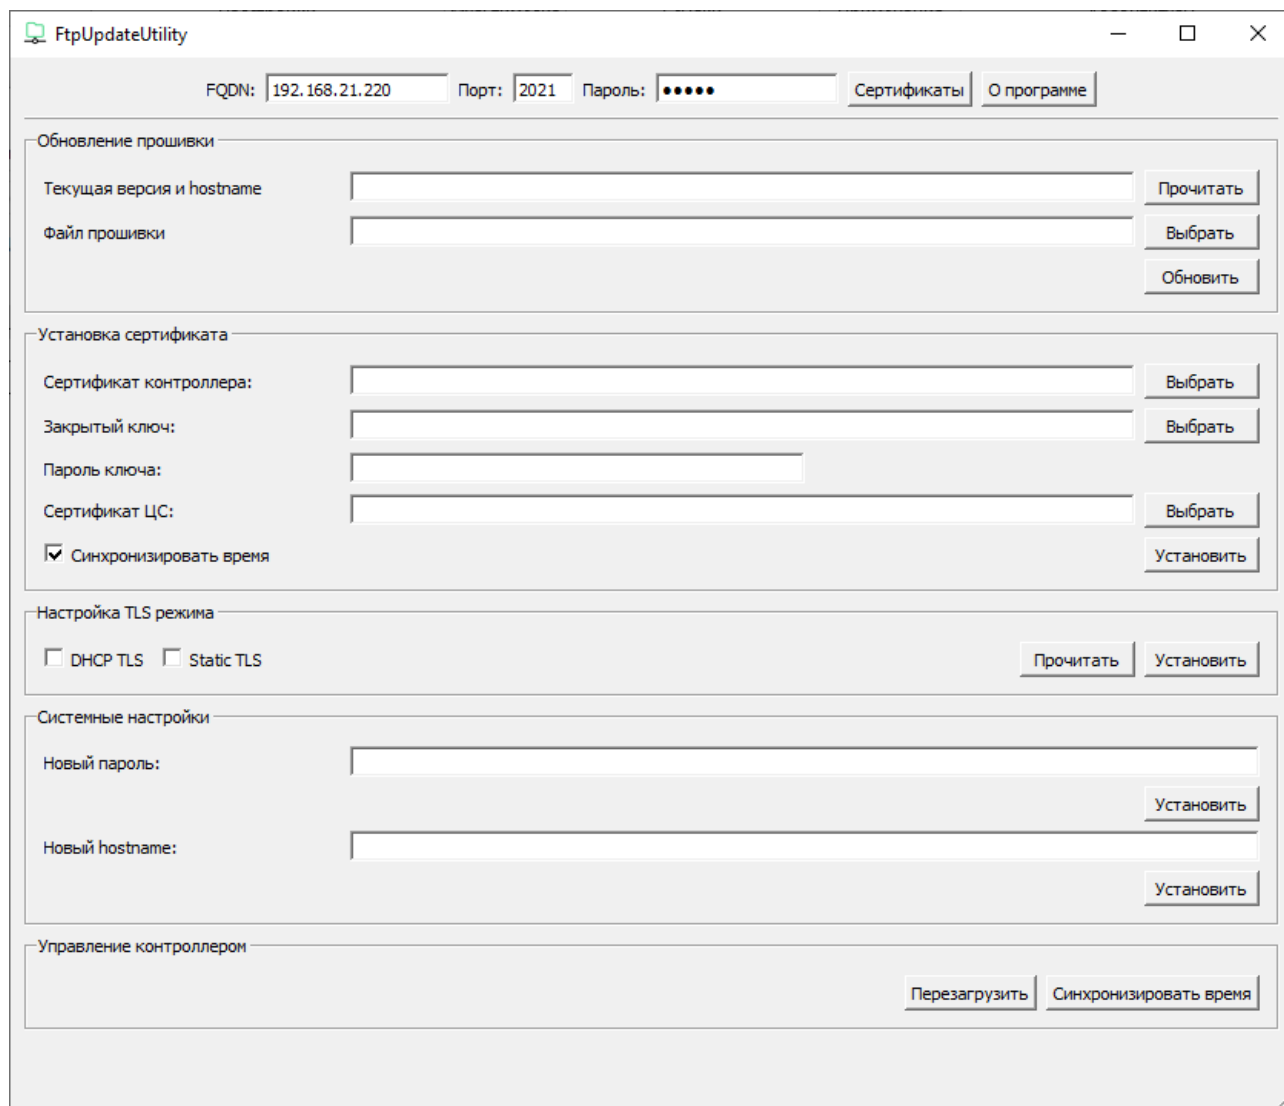 FtpUpdateUtility
FQDN: 192.168.21.220 Порт: 2021 Пароль: ●●●●● Сертификаты О программе
Обновление прошивки
Текущая версия и hostname Прочитать
Файл прошивки Выбрать
Обновить
Установка сертификата
Сертификат контроллера: Выбрать
Закрытый ключ: Выбрать
Пароль ключа:
Сертификат ЦС: Выбрать
Синхронизировать время Установить
Настройка TLS режима
DHCP TLS Static TLS Прочитать Установить
Системные настройки
Новый пароль:
Установить
Новый hostname:
Установить
Управление контроллером
Перезагрузить Синхронизировать время